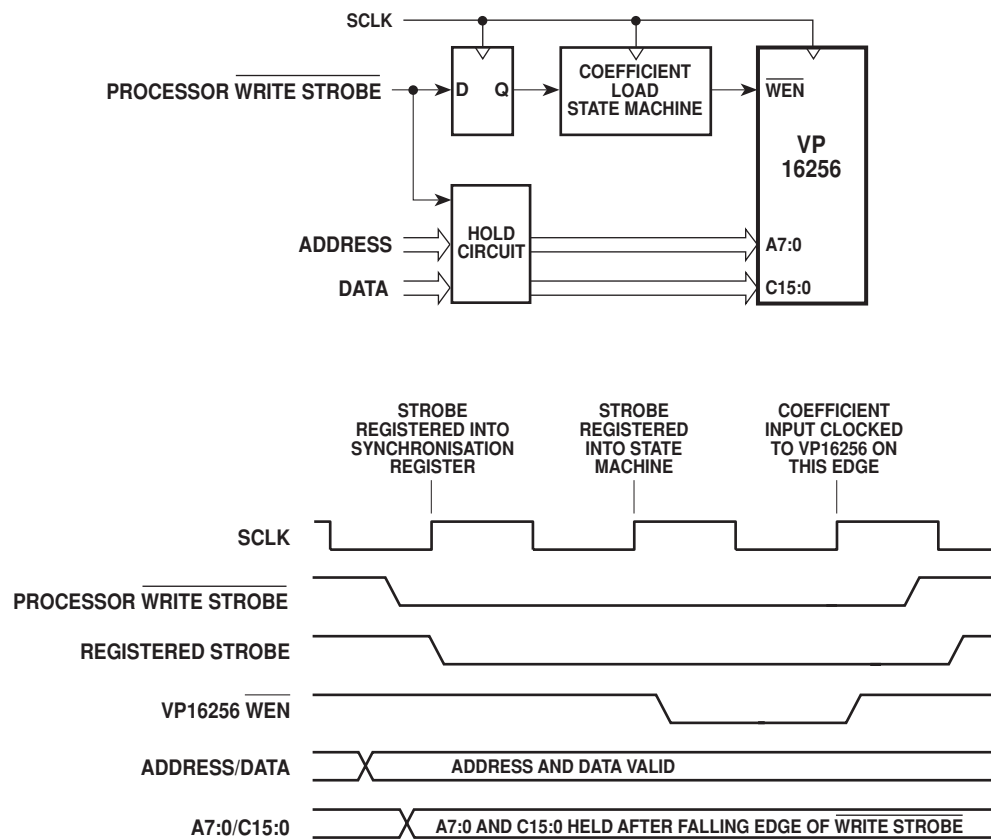 SCLK
PROCESSOR WRITE STROBE
D Q
COEFFICIENT
LOAD
STATE MACHINE
WEN
VP
16256
ADDRESS
DATA
HOLD
CIRCUIT
A7:0
C15:0
STROBE
REGISTERED INTO
SYNCHRONISATION
REGISTER
STROBE
REGISTERED
INTO STATE
MACHINE
COEFFICIENT
INPUT CLOCKED
TO VP16256 ON
THIS EDGE
SCLK
PROCESSOR WRITE STROBE
REGISTERED STROBE
VP16256 WEN
ADDRESS/DATA
ADDRESS AND DATA VALID
A7:0/C15:0
A7:0 AND C15:0 HELD AFTER FALLING EDGE OF WRITE STROBE